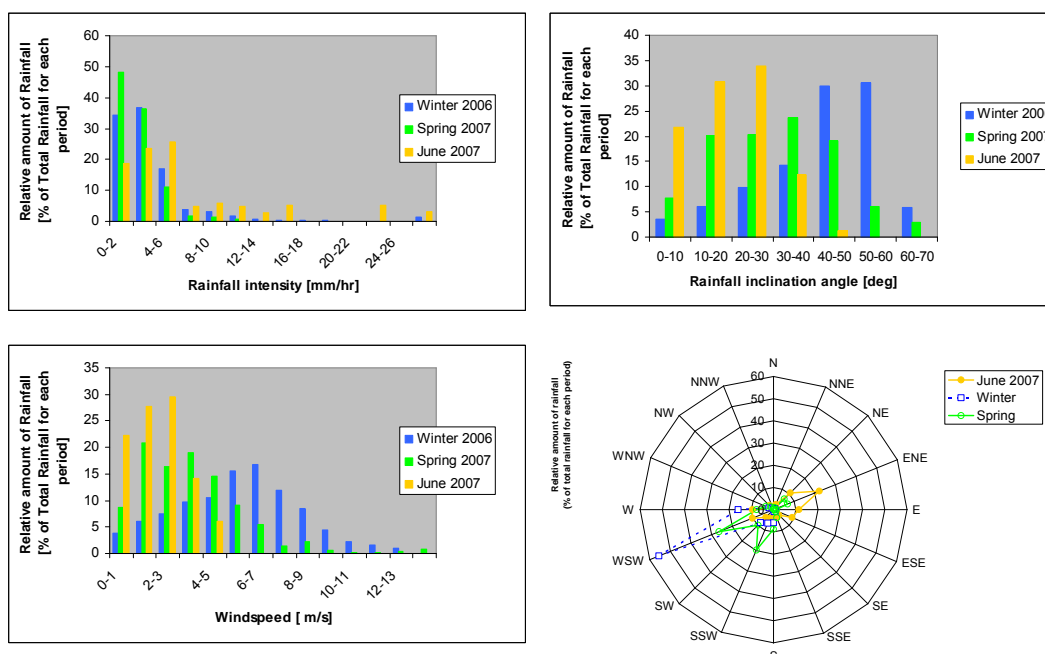 Relative amount of Rainfall
[% of Total Rainfall for each
period]
60
50
40
30
20
10
0
0-2
4-6
8-10
12-14
16-18
20-22
24-26
Rainfall intensity [mm/hr]
Winter 2006
Spring 2007
June 2007
Relative amount of Rainfall
[% of Total Rainfall for each
period]
40
35
30
25
20
15
10
5
0
0-10 10-20 20-30 30-40 40-50 50-60 60-70
Rainfall inclination angle [deg]
Winter 2006
Spring 2007
June 2007
Relative amount of Rainfall
[% of Total Rainfall for each
period]
35
30
25
20
15
10
5
0
0-1
2-3
4-5
6-7
8-9
10-11
12-13
Windspeed [ m/s]
Winter 2006
Spring 2007
June 2007
Relative amount of rainfall
(% of total rainfall for each period)
60
50
40
30
20
10
0
N
NNE
NE
ENE
E
ESE
SE
SSE
S
SSW
SW
WSW
W
WNW
NW
NNW
June 2007
Winter
Spring